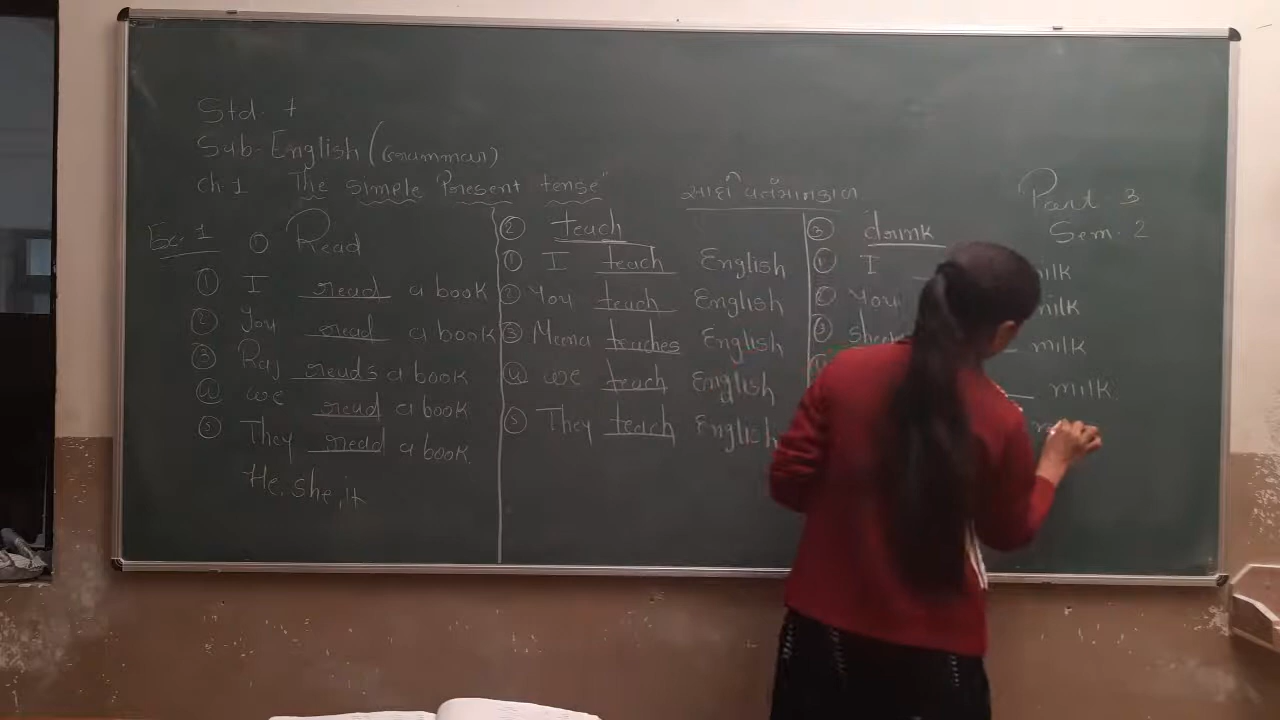 Std. 7
Sub- English (Grammar)
ch.1 The simple Present tense"
સાદો વર્તમાનકાળ
Part 3
Sem. 2
Ex. 1 ① Read
① I read a book
② You read a book
③ Raj reads a book
④ we read a book
⑤ They read a book
He, she, it
② teach
① I teach English
② You teach English
③ Meena teaches English
④ we teach English
⑤ They teach English
③ drink
① I milk
② You milk
③ milk
milk